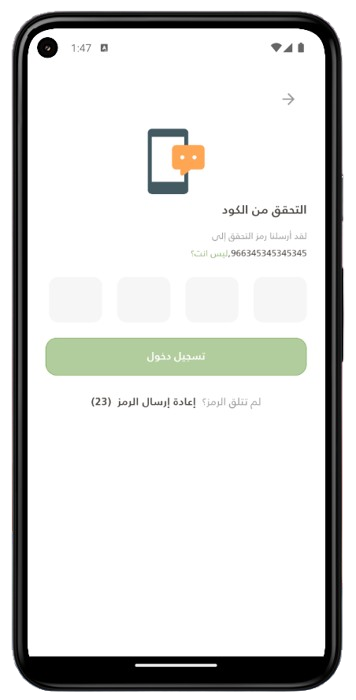 1:47
التحقق من الكود
لقد أرسلنا رمز التحقق إلى
966345345345345,ليس انت؟
تسجيل دخول
لم تتلق الرمز؟ إعادة إرسال الرمز (23)